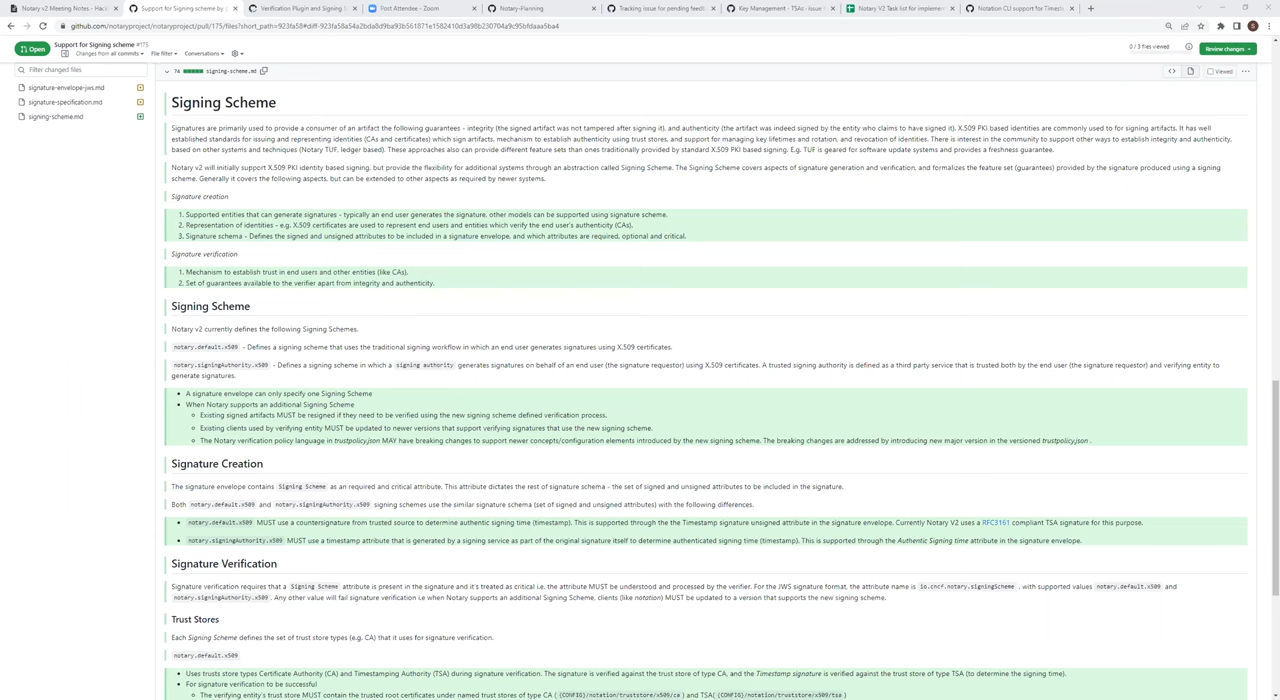 Notary v2 Meeting Notes - Hack
Support for Signing scheme by g
Verification Plugin and Signing S
Post Attendee - Zoom
Notary-Planning
Tracking issue for pending feedb
Key Management - TSAs - Issue
Notary V2 Task list for implemen
Notation CLI support for Timest
github.com/notaryproject/notaryproject/pull/175/files?short_path=923fa58#diff-923fa58a54e2bda8d9ba93b561871e1582410d3a98b230704a9c95bfdaaa5ba4
Open
Support for Signing scheme #175
Changes from all commits
File filter
Conversations
0 / 3 files viewed
Review changes
Filter changed files
signature-envelope-jws.md
signature-specification.md
signing-scheme.md
74 signing-scheme.md
Viewed
Signing Scheme
Signatures are primarily used to provide a consumer of an artifact the following guarantees - integrity (the signed artifact was not tampered after signing it), and authenticity (the artifact was indeed signed by the entity who claims to have signed it). X.509 PKI based identities are commonly used to for signing artifacts. It has well
established standards for issuing and representing identities (CAs and certificates) which sign artifacts, mechanism to establishing trust using trust stores, and support for managing key lifetimes and rotation, and revocation of identities. There is interest in the community to support other ways to establish integrity and authenticity,
based on other systems and techniques (Notary TUF, ledger based). These approaches also can provide different feature sets than ones traditionally provided by standard X.509 PKI based signing. E.g. TUF is geared for software update systems and provides a freshness guarantee.
Notary v2 will initially support X.509 PKI identity based signing, but provide the flexibility for additional systems through an abstraction called Signing Scheme. The Signing Scheme covers aspects of signature generation and verification, and formalizes the feature set (guarantees) provided by the signature produced using a signing
scheme. Generally it covers the following aspects, but can be extended to other aspects as required by newer systems.
Signature creation
1. Supported entities that can generate signatures - typically an end user generates the signature, other models can be supported using signature scheme.
2. Representation of identities - e.g. X.509 certificates are used to represent end users and entities which verify the end user's authenticity (CAs).
3. Signature schema - Defines the signed and unsigned attributes to be included in a signature envelope, and which attributes are required, optional and critical.
Signature verification
1. Mechanism to establish trust in end users and other entities (like CAs).
2. Set of guarantees available to the verifier apart from integrity and authenticity.
Signing Scheme
Notary v2 currently defines the following Signing Schemes.
notary.default.x509 - Defines a signing scheme that uses the traditional signing workflow in which an end user generates signatures using X.509 certificates.
notary.signingAuthority.x509 - Defines a signing scheme in which a signing authority generates signatures on behalf of an end user (the signature requestor) using X.509 certificates. A trusted signing authority is defined as a third party service that is trusted both by the end user (the signature requestor) and verifying entity to
generate signatures.
• A signature envelope can only specify one Signing Scheme
• When Notary supports an additional Signing Scheme
◦ Existing signed artifacts MUST be resigned if they need to be verified using the new signing scheme defined verification process.
◦ Existing clients used by verifying entity MUST be updated to newer versions that support verifying signatures that use the new signing scheme.
◦ The Notary verification policy language in trustpolicy.json MAY have breaking changes to support newer concepts/configuration elements introduced by the new signing scheme. The breaking changes are addressed by introducing new major version in the versioned trustpolicy.json .
Signature Creation
The signature envelope contains Signing Scheme as an required and critical attribute. This attribute dictates the rest of signature schema - the set of signed and unsigned attributes to be included in the signature.
Both notary.default.x509 and notary.signingAuthority.x509 signing schemes use the similar signature schema (set of signed and unsigned attributes) with the following differences.
• notary.default.x509 MUST use a countersignature from trusted source to determine authentic signing time (timestamp). This is supported through the the Timestamp signature unsigned attribute in the signature envelope. Currently Notary V2 uses a RFC3161 compliant TSA signature for this purpose.
• notary.signingAuthority.x509 MUST use a timestamp attribute that is generated by a signing service as part of the original signature itself to determine authenticated signing time (timestamp). This is supported through the Authentic Signing time attribute in the signature envelope.
Signature Verification
Signature verification requires that a Signing Scheme attribute is present in the signature and it's treated as critical i.e. the attribute MUST be understood and processed by the verifier. For the JWS signature format, the attribute name is io.cncf.notary.signingScheme , with supported values notary.default.x509 and
notary.signingAuthority.x509 . Any other value will fail signature verification i.e when Notary supports an additional Signing Scheme, clients (like notation) MUST be updated to a version that supports the new signing scheme.
Trust Stores
Each Signing Scheme defines the set of trust store types (e.g. CA) that it uses for signature verification.
notary.default.x509
• Uses trusts store types Certificate Authority (CA) and Timestamping Authority (TSA) during signature verification. The signature is verified against the trust store of type CA, and the Timestamp signature is verified against the trust store of type TSA (to determine the signing time).
• For signature verification to be successful
◦ The verifying entity's trust store MUST contain the trusted root certificates under named trust stores of type CA ( {CONFIG}/notation/truststore/x509/ca ) and TSA( {CONFIG}/notation/truststore/x509/tsa )